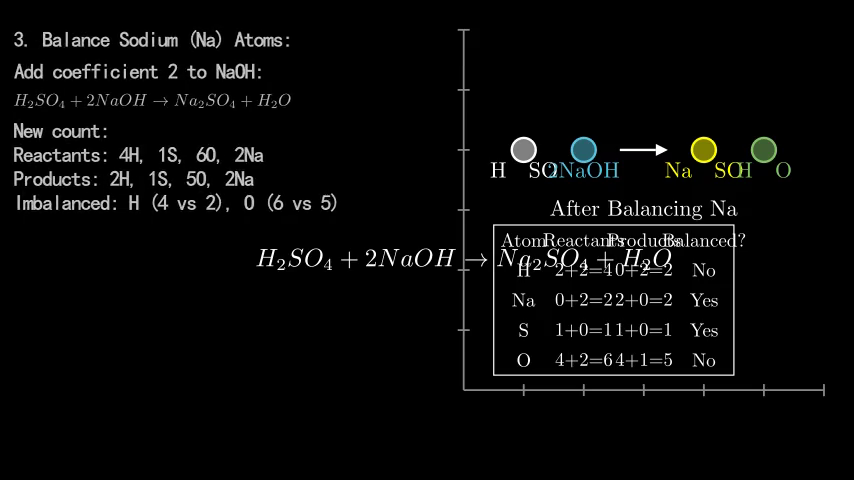 3. Balance Sodium (Na) Atoms:
Add coefficient 2 to NaOH:
H₂SO₄ + 2NaOH → Na₂SO₄ + H₂O
New count:
Reactants: 4H, 1S, 6O, 2Na
Products: 2H, 1S, 5O, 2Na
Imbalanced: H (4 vs 2), O (6 vs 5)
H₂SO₄ + 2NaOH → Na₂SO₄ + H₂O
H SO 2NaOH Na SO H O
After Balancing Na
Atom Reactants Products Balanced?
H 2+2=4 0+2=2 No
Na 0+2=2 2+0=2 Yes
S 1+0=1 1+0=1 Yes
O 4+2=6 4+1=5 No